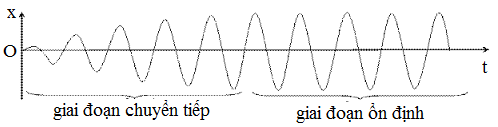 x
O
t
giai đoạn chuyển tiếp
giai đoạn ổn định